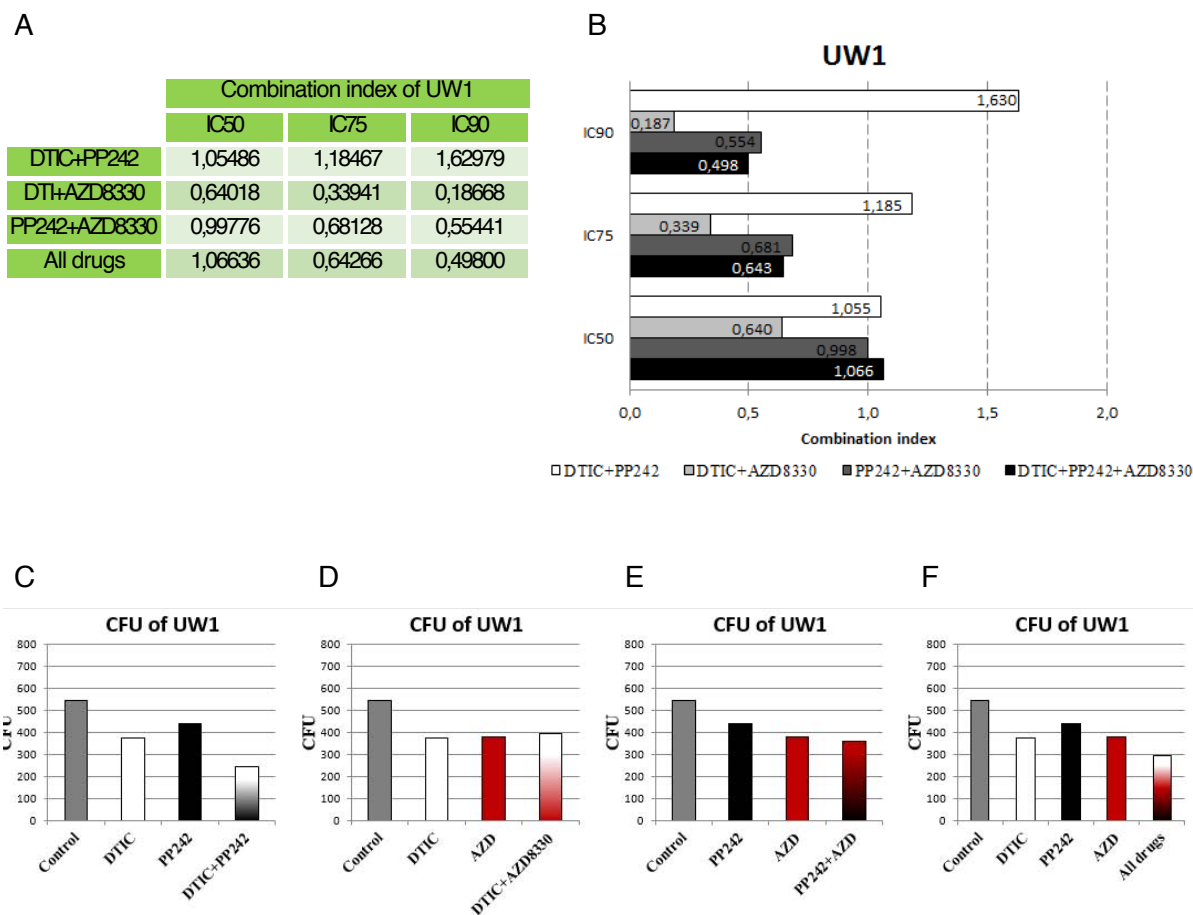 A
Combination index of UW1
IC50 IC75 IC90
DTIC+PP242 1,05486 1,18467 1,62979
DTI+AZD8330 0,64018 0,33941 0,18668
PP242+AZD8330 0,99776 0,68128 0,55441
All drugs 1,06636 0,64266 0,49800
B
UW1
IC90
1,630
0,187
0,554
0,498
IC75
1,185
0,339
0,681
0,643
IC50
1,055
0,640
0,998
1,066
0,0 0,5 1,0 1,5 2,0
Combination index
DTIC+PP242 DTIC+AZD8330 PP242+AZD8330 DTIC+PP242+AZD8330
C
CFU of UW1
CFU
800
700
600
500
400
300
200
100
0
Control DTIC PP242 DTIC+PP242
D
CFU of UW1
CFU
800
700
600
500
400
300
200
100
0
Control DTIC AZD DTIC+AZD8330
E
CFU of UW1
CFU
800
700
600
500
400
300
200
100
0
Control PP242 AZD PP242+AZD
F
CFU of UW1
CFU
800
700
600
500
400
300
200
100
0
Control DTIC PP242 AZD All drugs